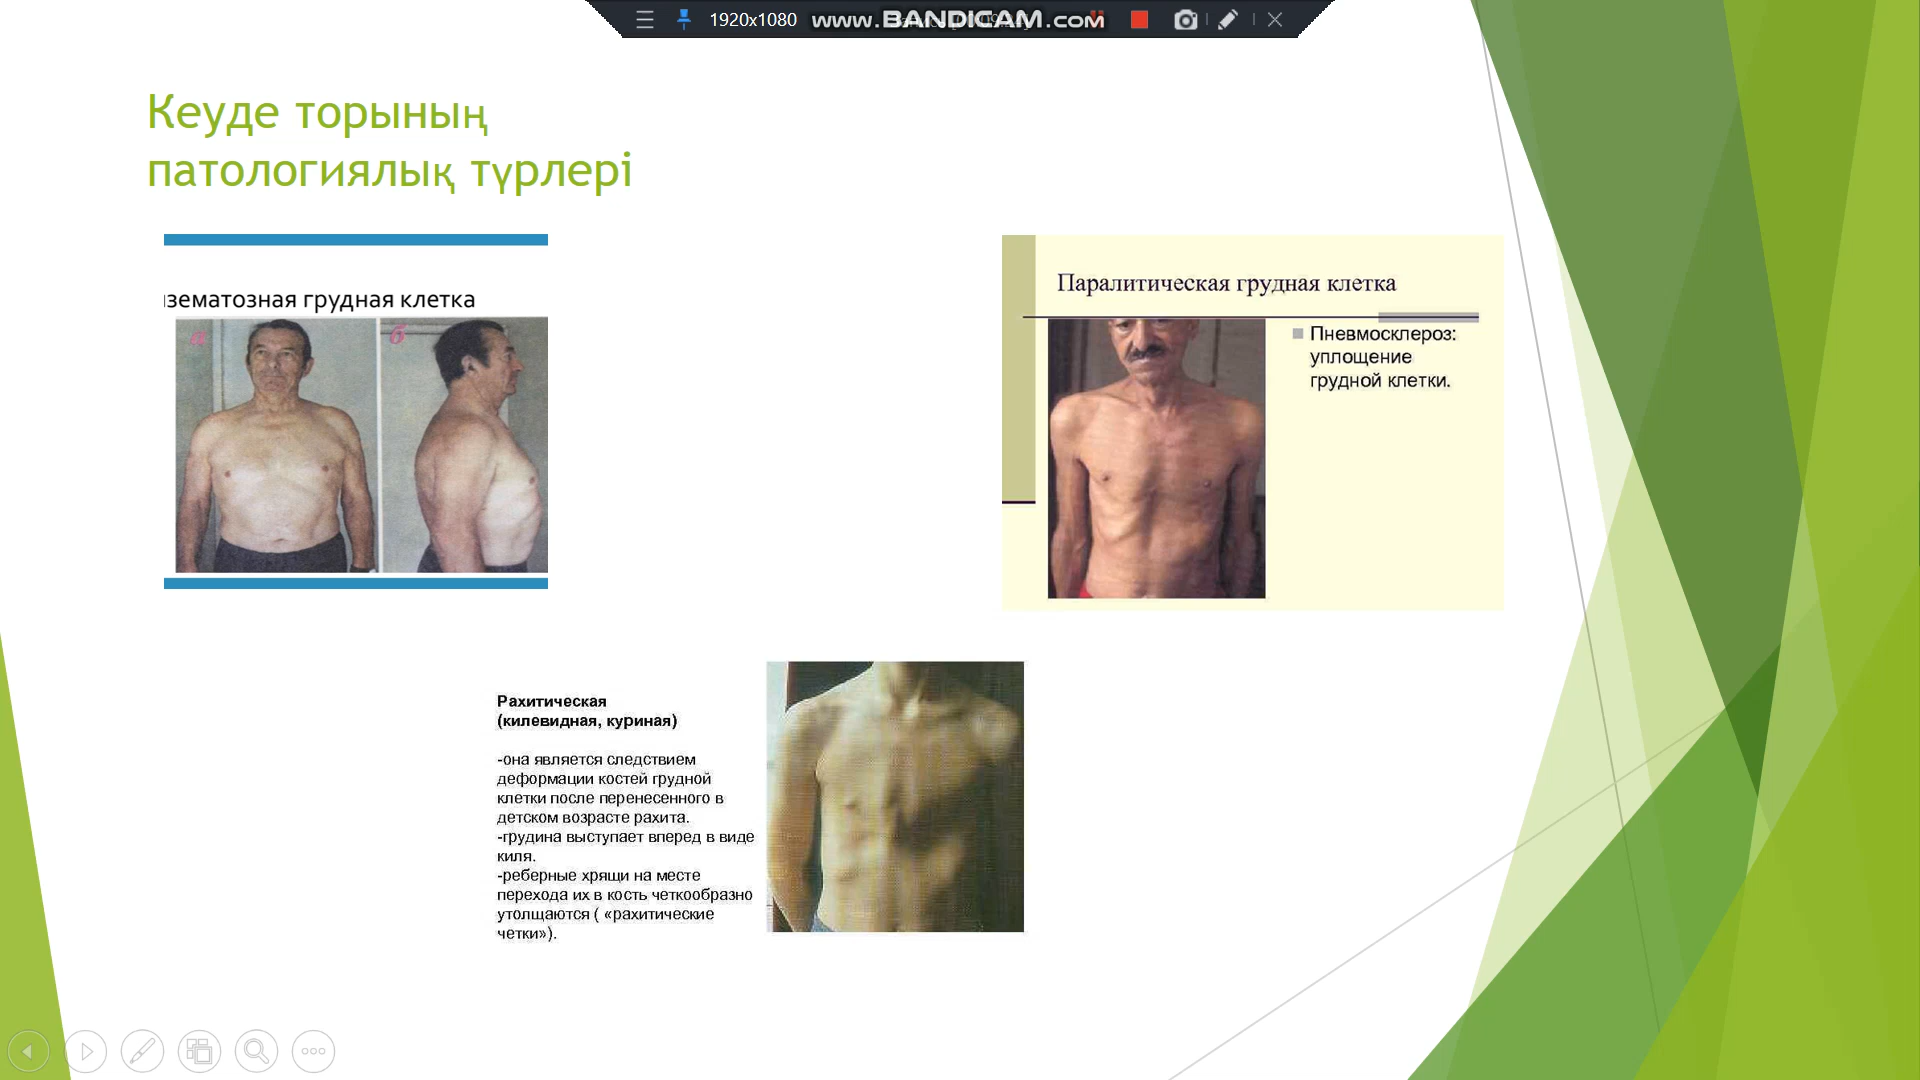 1920x1080
www.BANDICAM.com
Кеуде торының
патологиялық түрлері
зематозная грудная клетка
а
б
Паралитическая грудная клетка
Пневмосклероз:
уплощение
грудной клетки.
Рахитическая
(килевидная, куриная)
-она является следствием
деформации костей грудной
клетки после перенесенного в
детском возрасте рахита.
-грудина выступает вперед в виде
киля.
-реберные хрящи на месте
перехода их в кость четкообразно
утолщаются ( «рахитические
четки»).